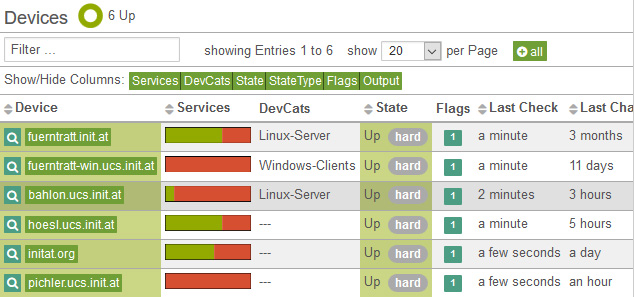 Devices 6 Up
Filter ... showing Entries 1 to 6 show 20 per Page all
Show/Hide Columns: Services DevCats State StateType Flags Output
Device Services DevCats State Flags Last Check Last Cha
fuerntratt.init.at Linux-Server Up hard 1 a minute 3 months
fuerntratt-win.ucs.init.at Windows-Clients Up hard 1 a minute 11 days
bahlon.ucs.init.at Linux-Server Up hard 1 2 minutes 3 hours
hoesl.ucs.init.at --- Up hard 1 a minute 5 hours
initat.org --- Up hard 1 a few seconds a day
pichler.ucs.init.at --- Up hard 1 a few seconds an hour